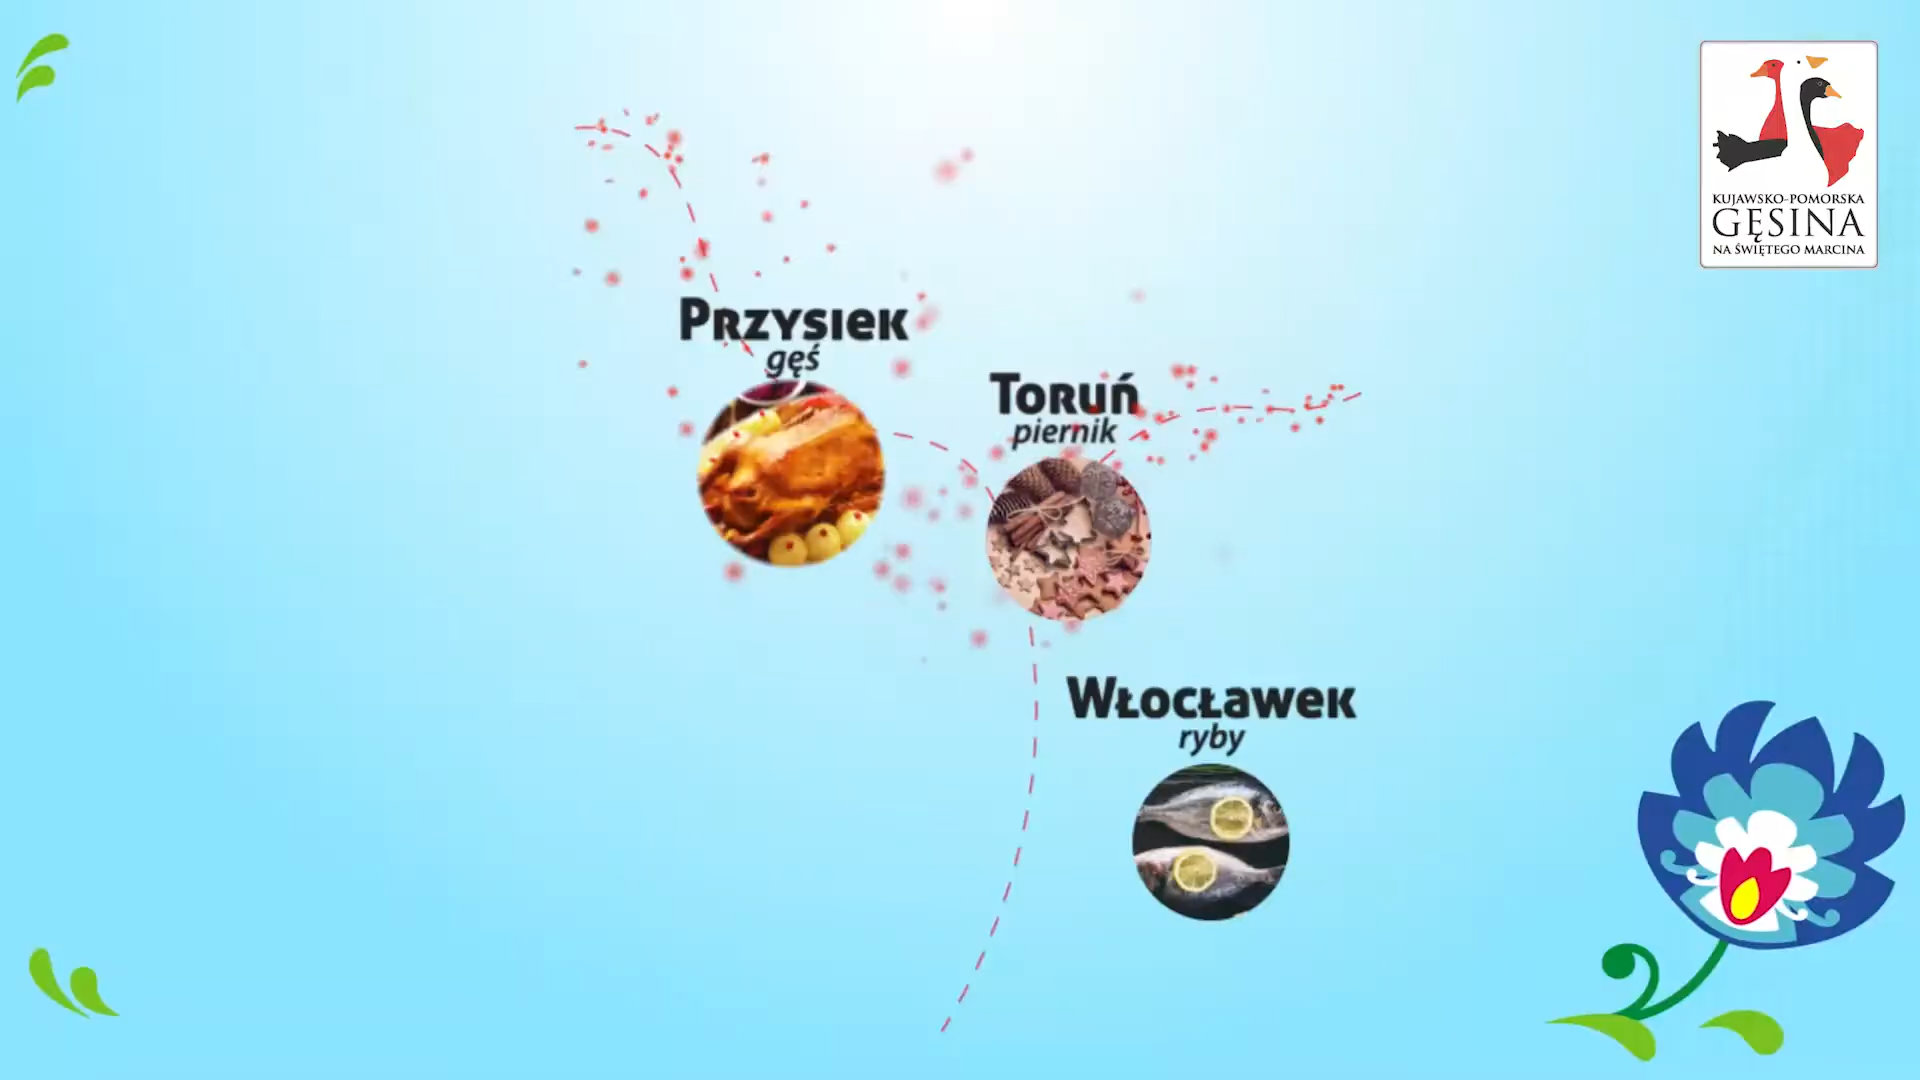 KUJAWSKO-POMORSKA
GĘSINA
NA ŚWIĘTEGO MARCINA
Przysiek
gęś
Toruń
piernik
Włocławek
ryby